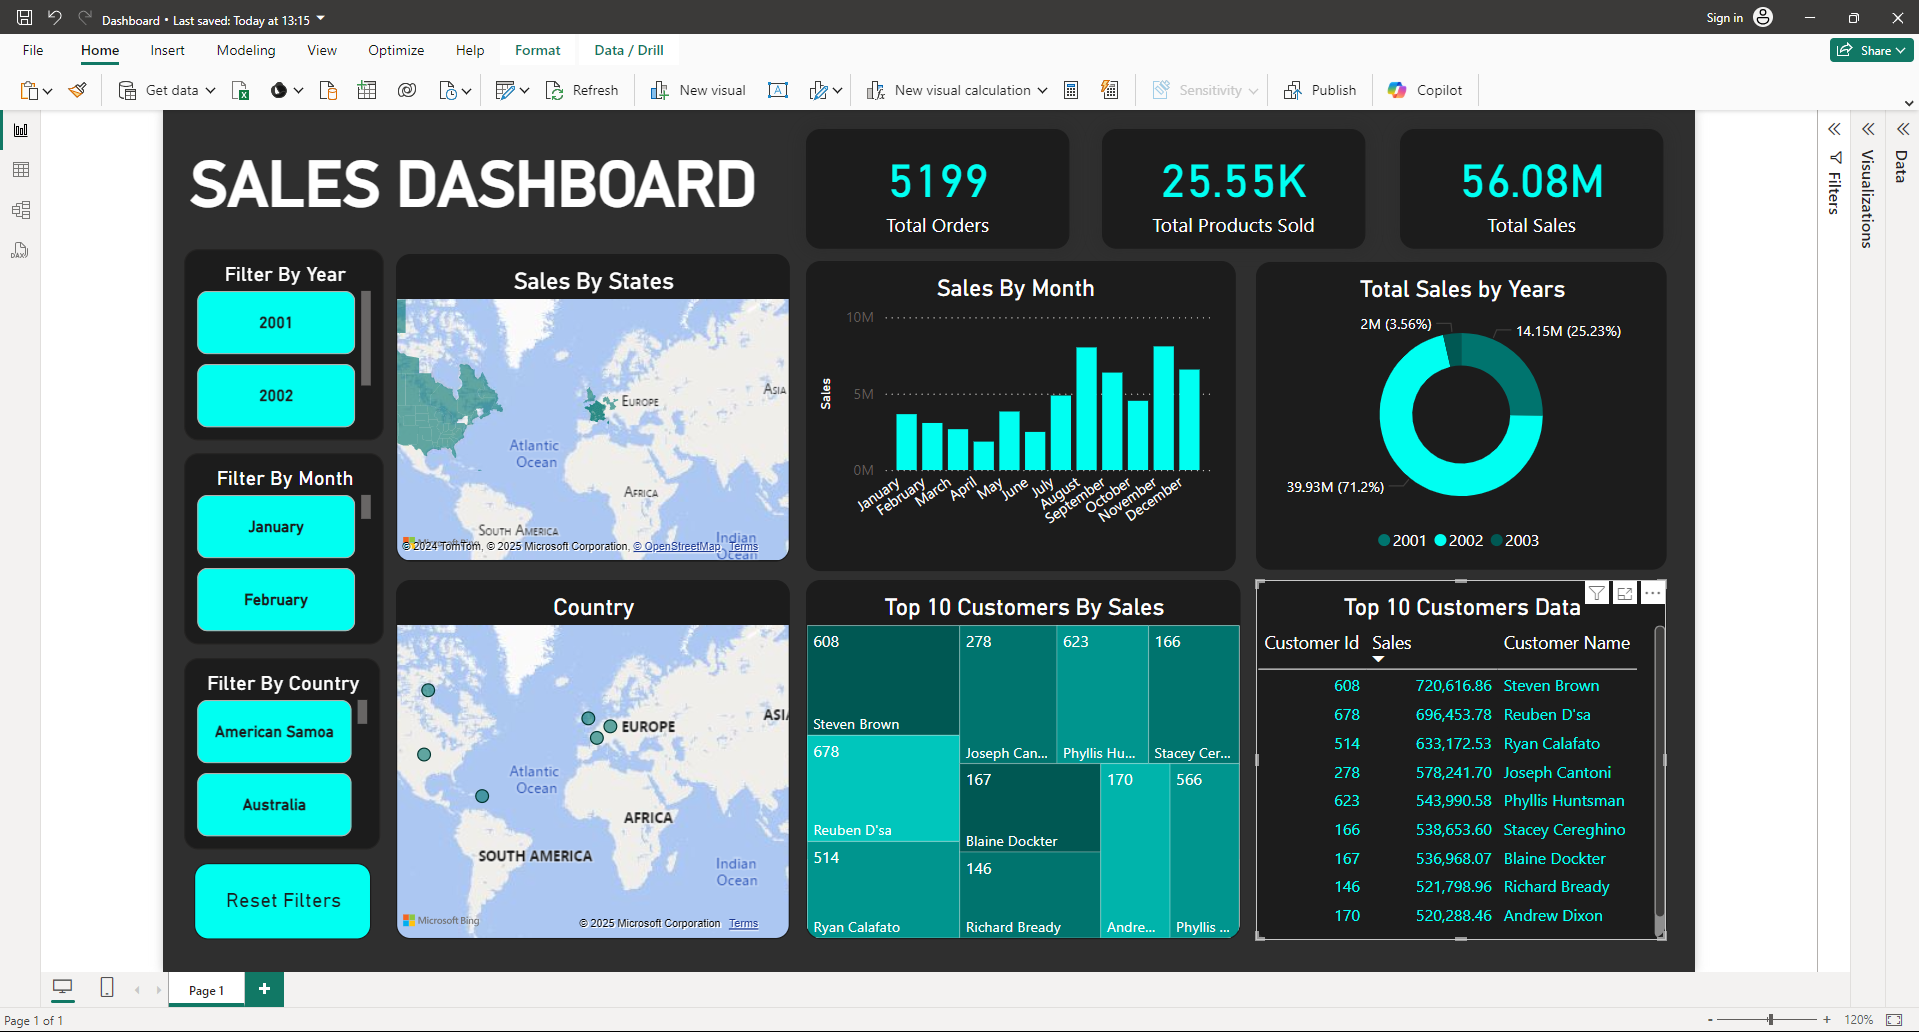 Dashboard • Last saved: Today at 13:15
Sign in
File
Home
Insert
Modeling
View
Optimize
Help
Format
Data / Drill
Share
Get data
Refresh
New visual
New visual calculation
Sensitivity
Publish
Copilot
SALES DASHBOARD
5199
Total Orders
25.55K
Total Products Sold
56.08M
Total Sales
Filters
Visualizations
Data
DAX
Filter By Year
2001
2002
Filter By Month
January
February
Filter By Country
American Samoa
Australia
Reset Filters
Sales By States
EUROPE
ASIA
Atlantic
Ocean
AFRICA
SOUTH AMERICA
Indian
Ocean
Microsoft Bing
© 2024 TomTom, © 2025 Microsoft Corporation, © OpenStreetMap Terms
Sales By Month
10M
5M
0M
Sales
January
February
March
April
May
June
July
August
September
October
November
December
Total Sales by Years
2M (3.56%)
14.15M (25.23%)
39.93M (71.2%)
2001
2002
2003
Country
EUROPE
ASI
Atlantic
Ocean
AFRICA
SOUTH AMERICA
Indian
Ocean
Microsoft Bing
© 2025 Microsoft Corporation Terms
Top 10 Customers By Sales
608
Steven Brown
678
Reuben D'sa
514
Ryan Calafato
278
Joseph Can...
623
Phyllis Hu...
166
Stacey Cer...
167
Blaine Dockter
146
Richard Bready
170
Andre...
566
Phyllis ...
Top 10 Customers Data
Customer Id Sales Customer Name
608 720,616.86 Steven Brown
678 696,453.78 Reuben D'sa
514 633,172.53 Ryan Calafato
278 578,241.70 Joseph Cantoni
623 543,990.58 Phyllis Huntsman
166 538,653.60 Stacey Cereghino
167 536,968.07 Blaine Dockter
146 521,798.96 Richard Bready
170 520,288.46 Andrew Dixon
Page 1
Page 1 of 1
- + 120%